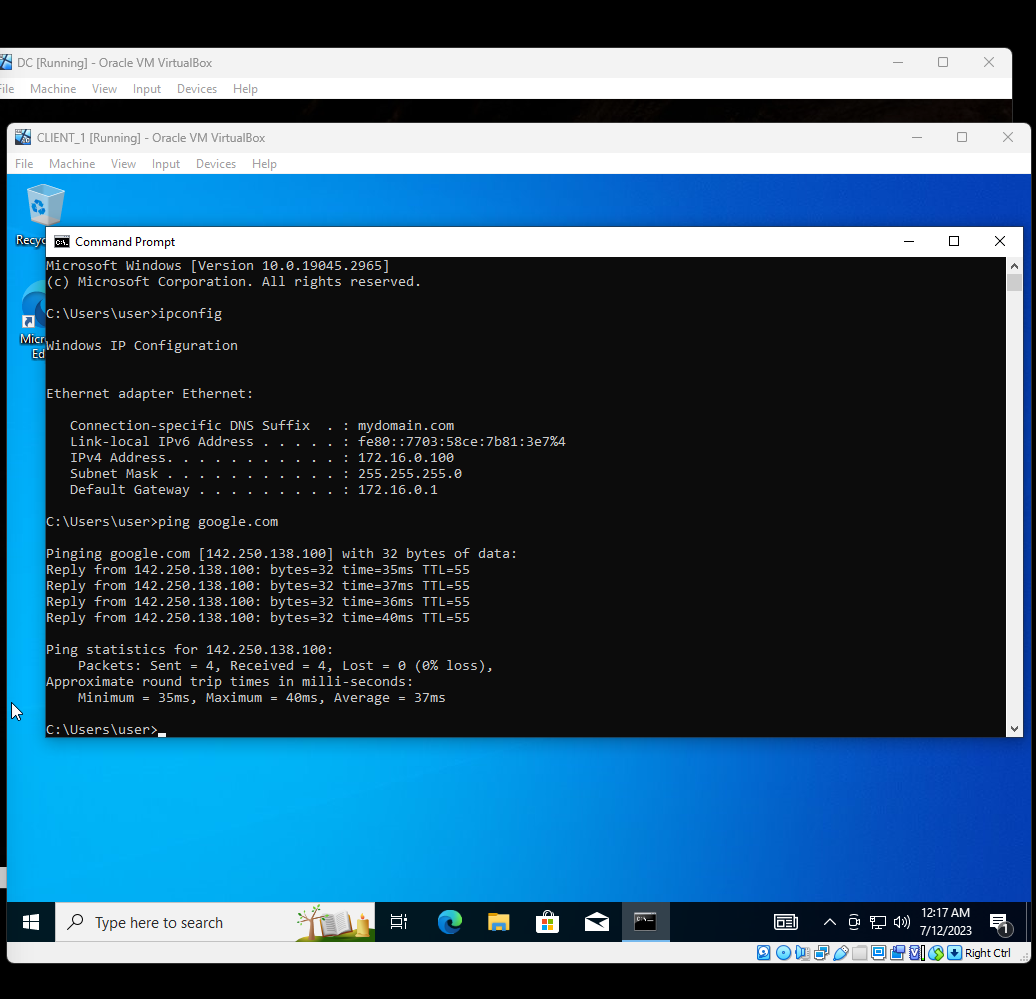 DC [Running] - Oracle VM VirtualBox
File Machine View Input Devices Help
CLIENT_1 [Running] - Oracle VM VirtualBox
File Machine View Input Devices Help
Recyc
Command Prompt
Micr
Ed
Microsoft Windows [Version 10.0.19045.2965]
(c) Microsoft Corporation. All rights reserved.
C:\Users\user>ipconfig
Windows IP Configuration
Ethernet adapter Ethernet:
Connection-specific DNS Suffix  . : mydomain.com
Link-local IPv6 Address . . . . . : fe80::7703:58ce:7b81:3e7%4
IPv4 Address. . . . . . . . . . . : 172.16.0.100
Subnet Mask . . . . . . . . . . . : 255.255.255.0
Default Gateway . . . . . . . . . : 172.16.0.1
C:\Users\user>ping google.com
Pinging google.com [142.250.138.100] with 32 bytes of data:
Reply from 142.250.138.100: bytes=32 time=35ms TTL=55
Reply from 142.250.138.100: bytes=32 time=37ms TTL=55
Reply from 142.250.138.100: bytes=32 time=36ms TTL=55
Reply from 142.250.138.100: bytes=32 time=40ms TTL=55
Ping statistics for 142.250.138.100:
Packets: Sent = 4, Received = 4, Lost = 0 (0% loss),
Approximate round trip times in milli-seconds:
Minimum = 35ms, Maximum = 40ms, Average = 37ms
C:\Users\user>
Type here to search
12:17 AM
7/12/2023
1
Right Ctrl